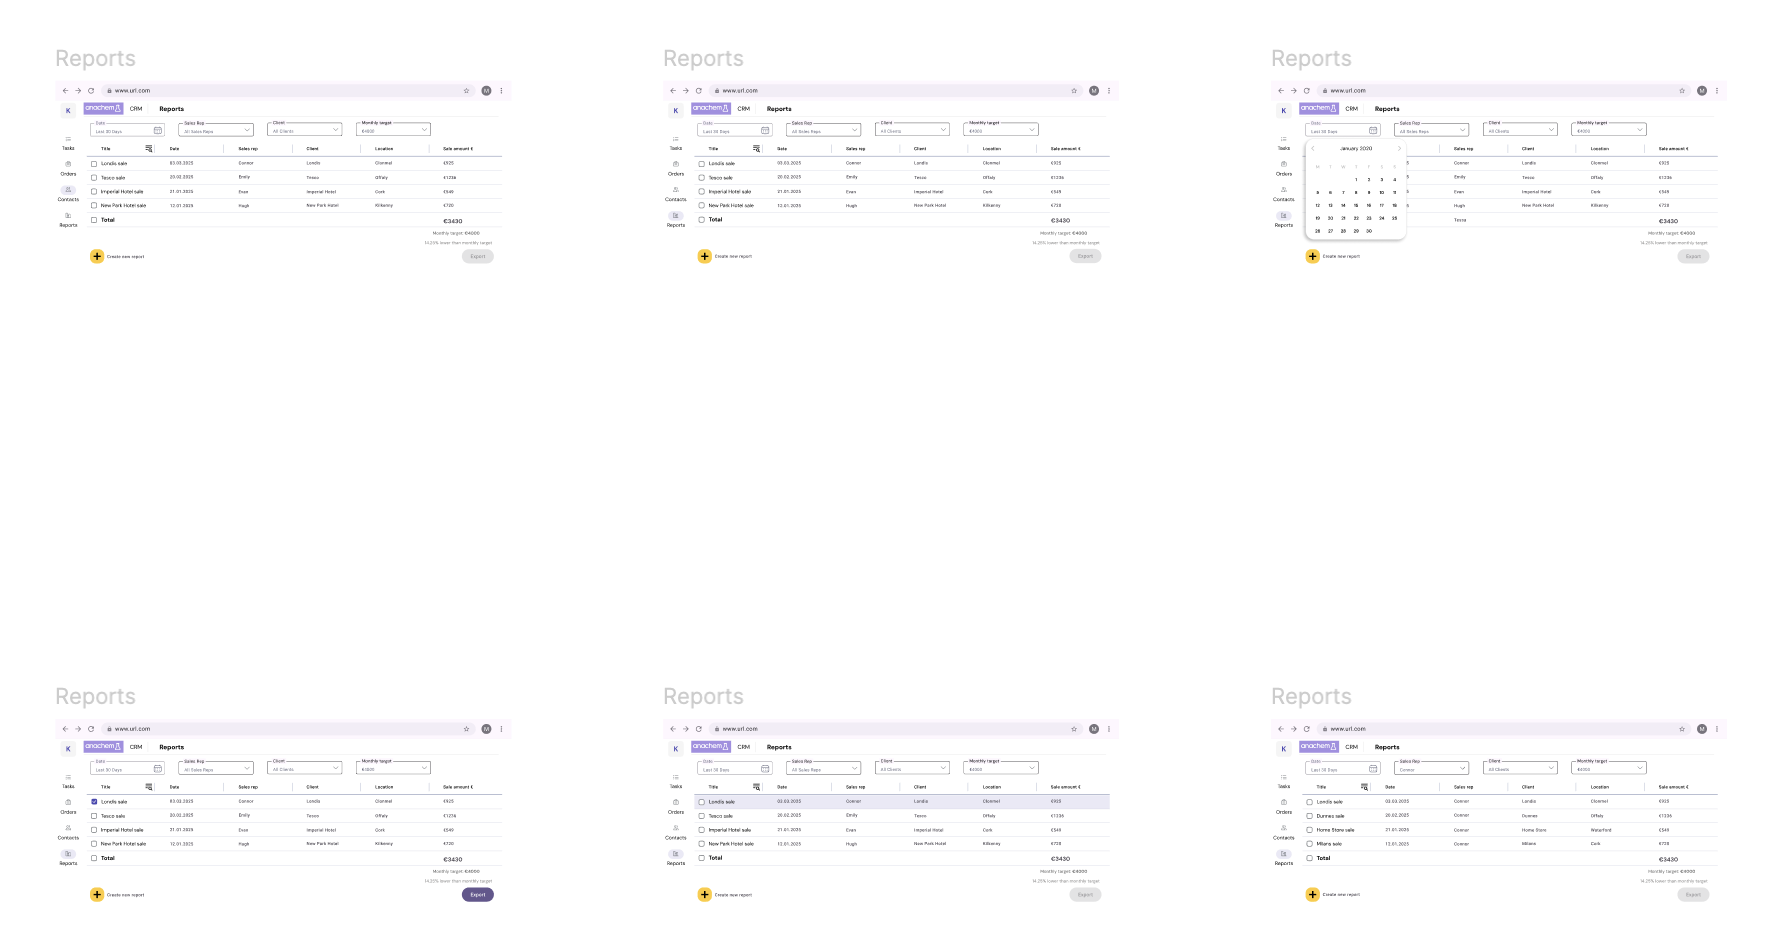 Reports
www.url.com
M
K
anachem CRM Reports
Date Sales Rep Client Monthly target
Last 30 Days All Sales Reps All Clients €4000
Tasks
Orders
Contacts
Reports
Title Date Sales rep Client Location Sale amount €
Londis sale 03.03.2025 Connor Londis Clonmel €925
Tesco sale 20.02.2025 Emily Tesco Offaly €1236
Imperial Hotel sale 21.01.2025 Evan Imperial Hotel Cork €549
New Park Hotel sale 12.01.2025 Hugh New Park Hotel Kilkenny €720
Total €3430
Monthly target: €4000
14.25% lower than monthly target
Create new report Export
Reports
www.url.com
M
K
anachem CRM Reports
Date Sales Rep Client Monthly target
Last 30 Days All Sales Reps All Clients €4000
Tasks
Orders
Contacts
Reports
Title Date Sales rep Client Location Sale amount €
Londis sale 03.03.2025 Connor Londis Clonmel €925
Tesco sale 20.02.2025 Emily Tesco Offaly €1236
Imperial Hotel sale 21.01.2025 Evan Imperial Hotel Cork €549
New Park Hotel sale 12.01.2025 Hugh New Park Hotel Kilkenny €720
Total €3430
Monthly target: €4000
14.25% lower than monthly target
Create new report Export
Reports
www.url.com
M
K
anachem CRM Reports
Date Sales Rep Client Monthly target
Last 30 Days All Sales Reps All Clients €4000
Tasks
Orders
Contacts
Reports
January 2020
M T W T F S S
1 2 3 4
5 6 7 8 9 10 11
12 13 14 15 16 17 18
19 20 21 22 23 24 25
26 27 28 29 30
Sales rep Client Location Sale amount €
Connor Londis Clonmel €925
Emily Tesco Offaly €1236
Evan Imperial Hotel Cork €549
Hugh New Park Hotel Kilkenny €720
€3430
Monthly target: €4000
14.25% lower than monthly target
Create new report Export
Reports
www.url.com
M
K
anachem CRM Reports
Date Sales Rep Client Monthly target
Last 30 Days All Sales Reps All Clients €4000
Tasks
Orders
Contacts
Reports
Title Date Sales rep Client Location Sale amount €
Londis sale 03.03.2025 Connor Londis Clonmel €925
Tesco sale 20.02.2025 Emily Tesco Offaly €1236
Imperial Hotel sale 21.01.2025 Evan Imperial Hotel Cork €549
New Park Hotel sale 12.01.2025 Hugh New Park Hotel Kilkenny €720
Total €3430
Monthly target: €4000
14.25% lower than monthly target
Create new report Export
Reports
www.url.com
M
K
anachem CRM Reports
Date Sales Rep Client Monthly target
Last 30 Days All Sales Reps All Clients €4000
Tasks
Orders
Contacts
Reports
Title Date Sales rep Client Location Sale amount €
Londis sale 03.03.2025 Connor Londis Clonmel €925
Tesco sale 20.02.2025 Emily Tesco Offaly €1236
Imperial Hotel sale 21.01.2025 Evan Imperial Hotel Cork €549
New Park Hotel sale 12.01.2025 Hugh New Park Hotel Kilkenny €720
Total €3430
Monthly target: €4000
14.25% lower than monthly target
Create new report Export
Reports
www.url.com
M
K
anachem CRM Reports
Date Sales Rep Client Monthly target
Last 30 Days Connor All Clients €4000
Tasks
Orders
Contacts
Reports
Title Date Sales rep Client Location Sale amount €
Londis sale 03.03.2025 Connor Londis Clonmel €925
Dunnes sale 20.02.2025 Connor Dunnes Offaly €1236
Home Store sale 21.01.2025 Connor Home Store Waterford €549
Milano sale 12.01.2025 Connor Milano Cork €720
Total €3430
Monthly target: €4000
14.25% lower than monthly target
Create new report Export